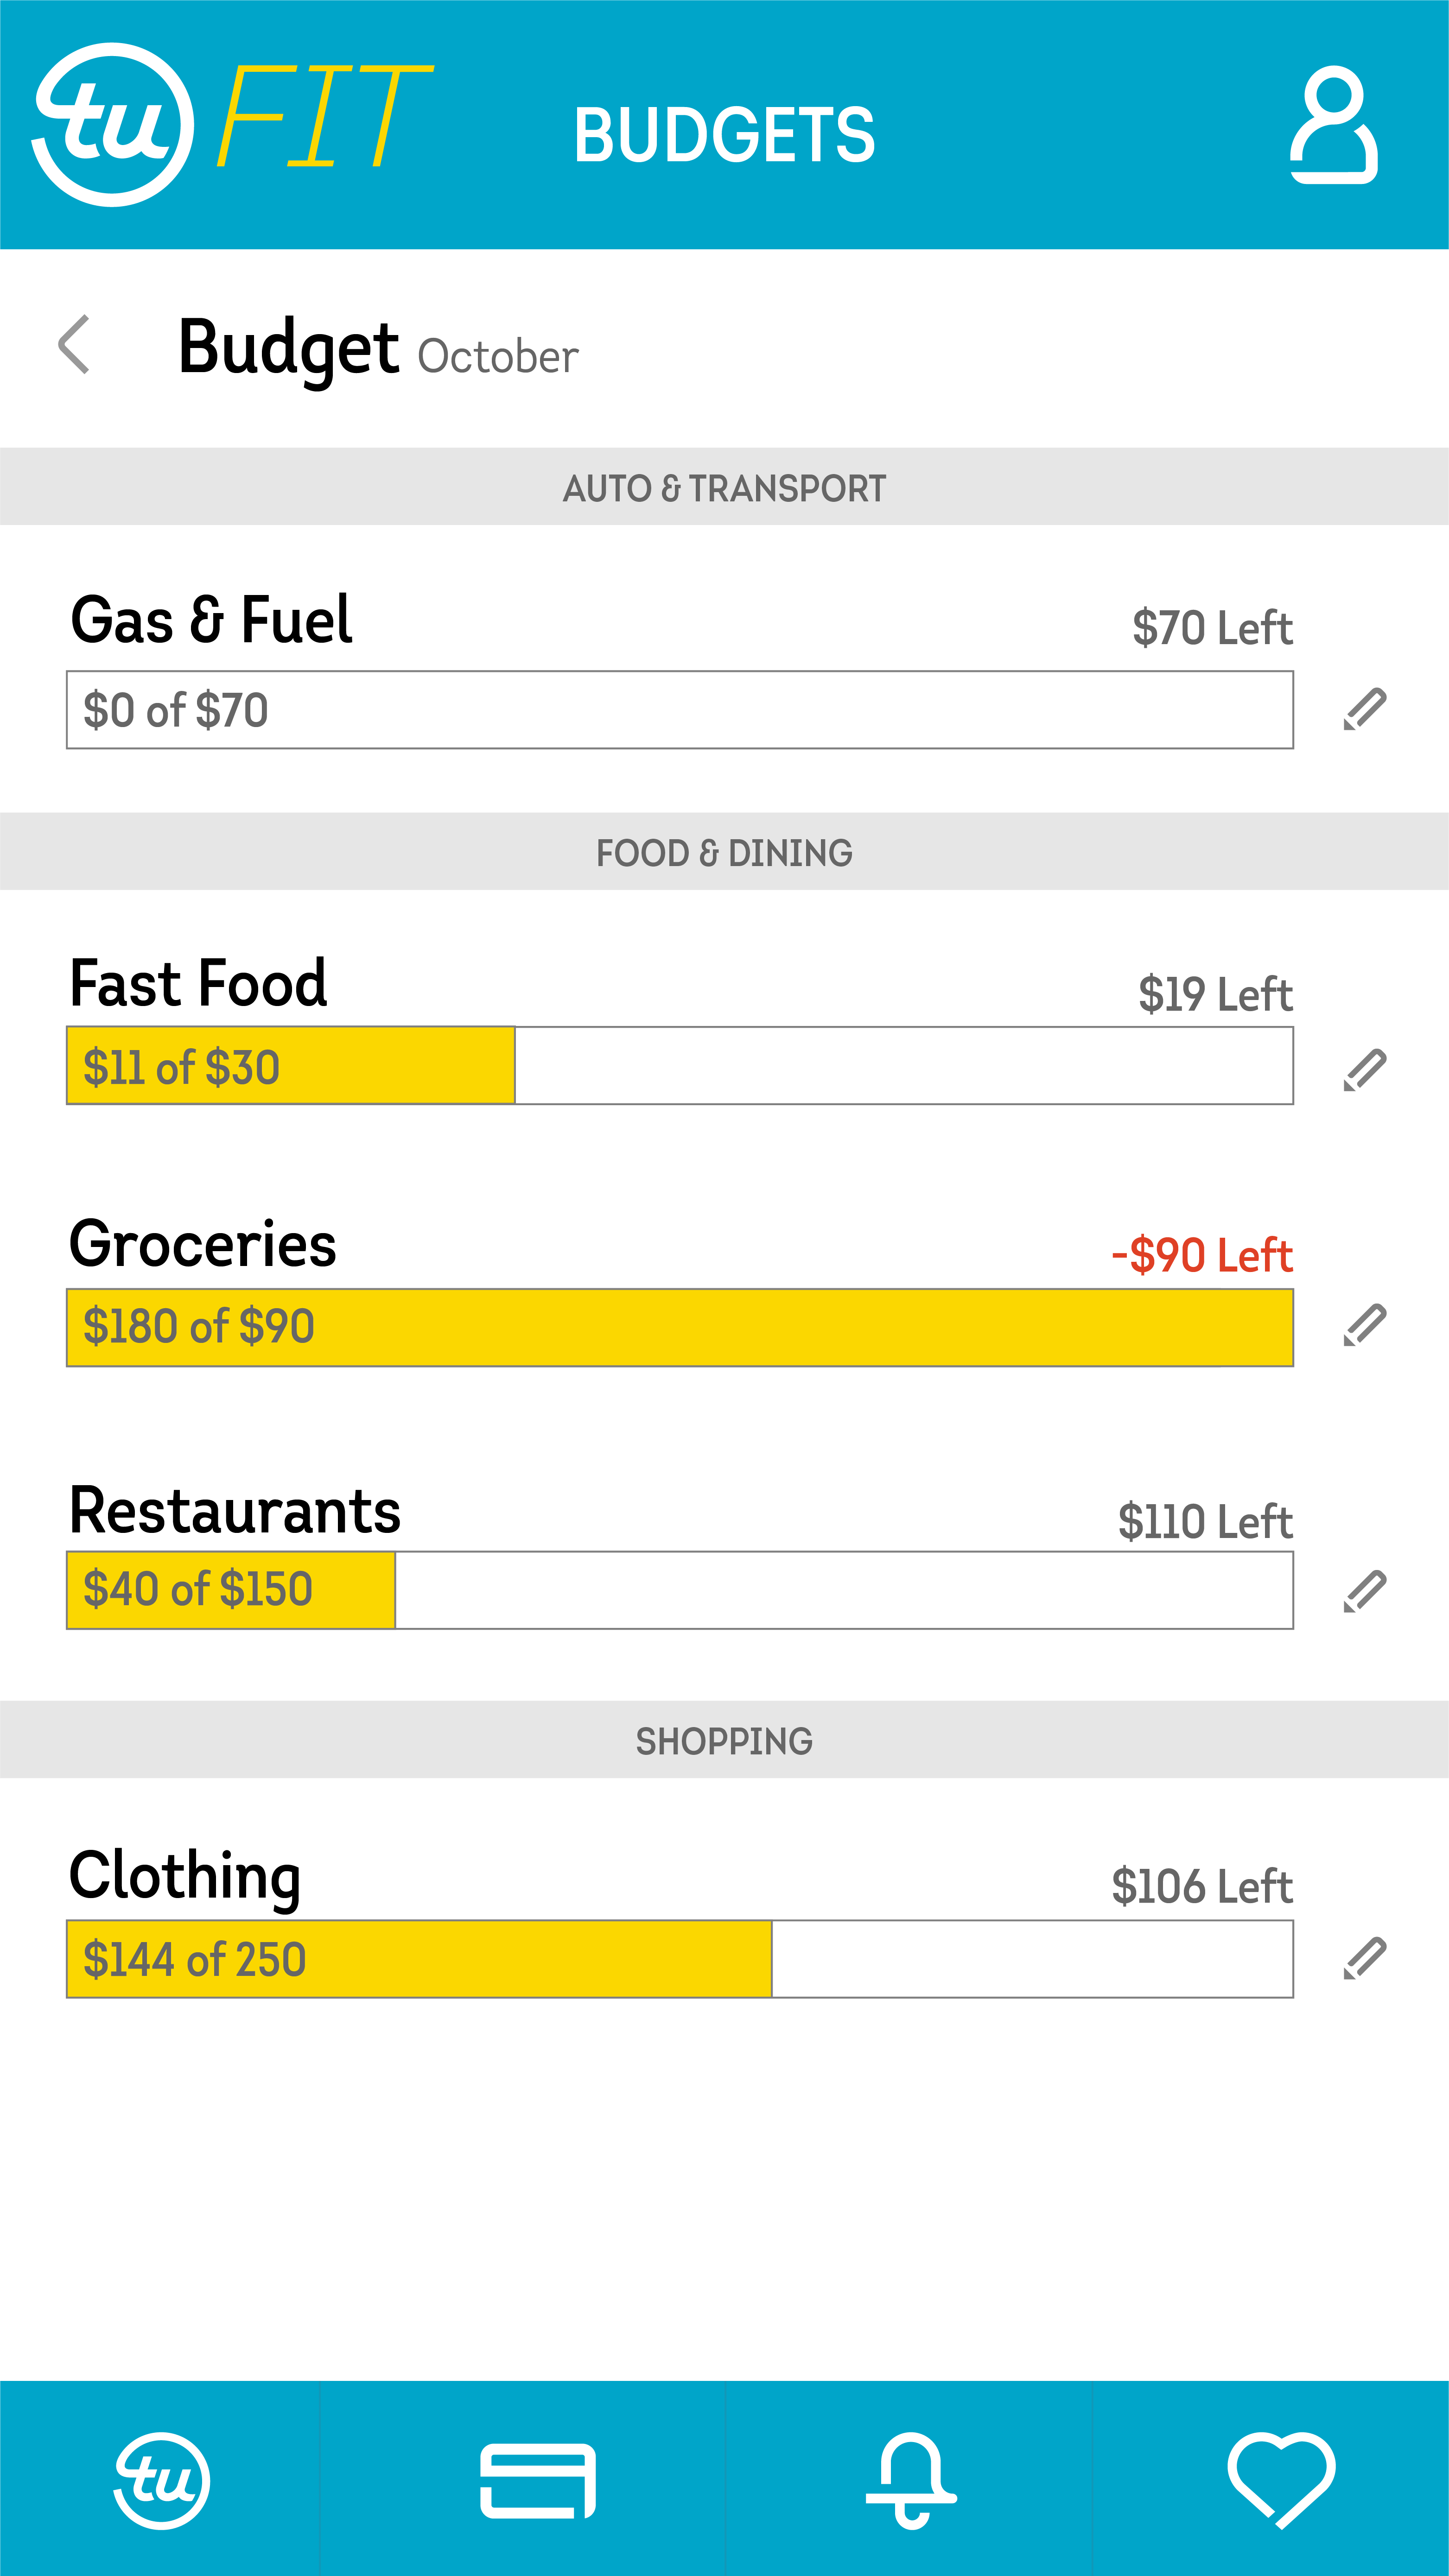 tu FIT BUDGETS
Budget October
AUTO & TRANSPORT
Gas & Fuel $70 Left
$0 of $70
FOOD & DINING
Fast Food $19 Left
$11 of $30
Groceries -$90 Left
$180 of $90
Restaurants $110 Left
$40 of $150
SHOPPING
Clothing $106 Left
$144 of 250
tu